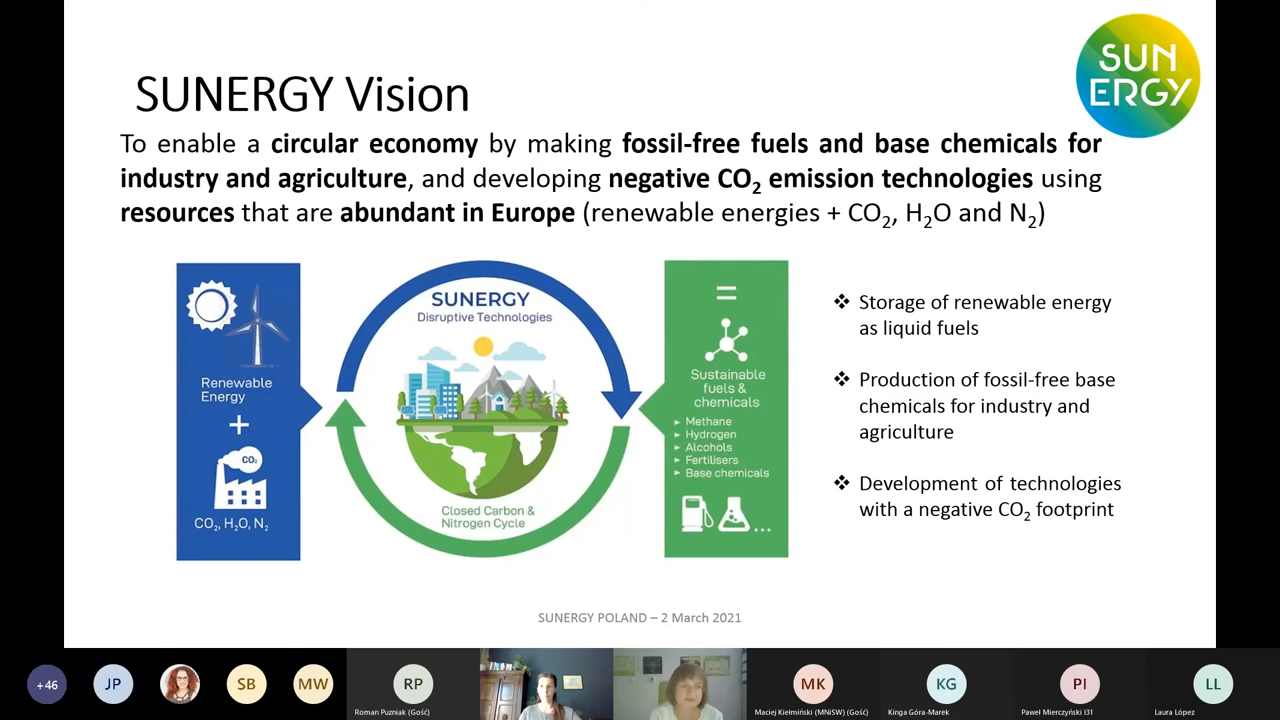 SUN
ERGY
SUNERGY Vision
To enable a circular economy by making fossil-free fuels and base chemicals for
industry and agriculture, and developing negative CO₂ emission technologies using
resources that are abundant in Europe (renewable energies + CO₂, H₂O and N₂)
Renewable
Energy
+
CO₂
CO₂, H₂O, N₂
SUNERGY
Disruptive Technologies
Closed Carbon &
Nitrogen Cycle
=
Sustainable
fuels &
chemicals
► Methane
► Hydrogen
► Alcohols
► Fertilisers
► Base chemicals
...
❖ Storage of renewable energy
as liquid fuels
❖ Production of fossil-free base
chemicals for industry and
agriculture
❖ Development of technologies
with a negative CO₂ footprint
SUNERGY POLAND – 2 March 2021
+46
JP
SB
MW
RP
Roman Puzniak (Gość)
MK
Maciej Kiełmiński (MNiSW) (Gość)
KG
Kinga Góra-Marek
PI
Paweł Mierczyński I31
LL
Laura López